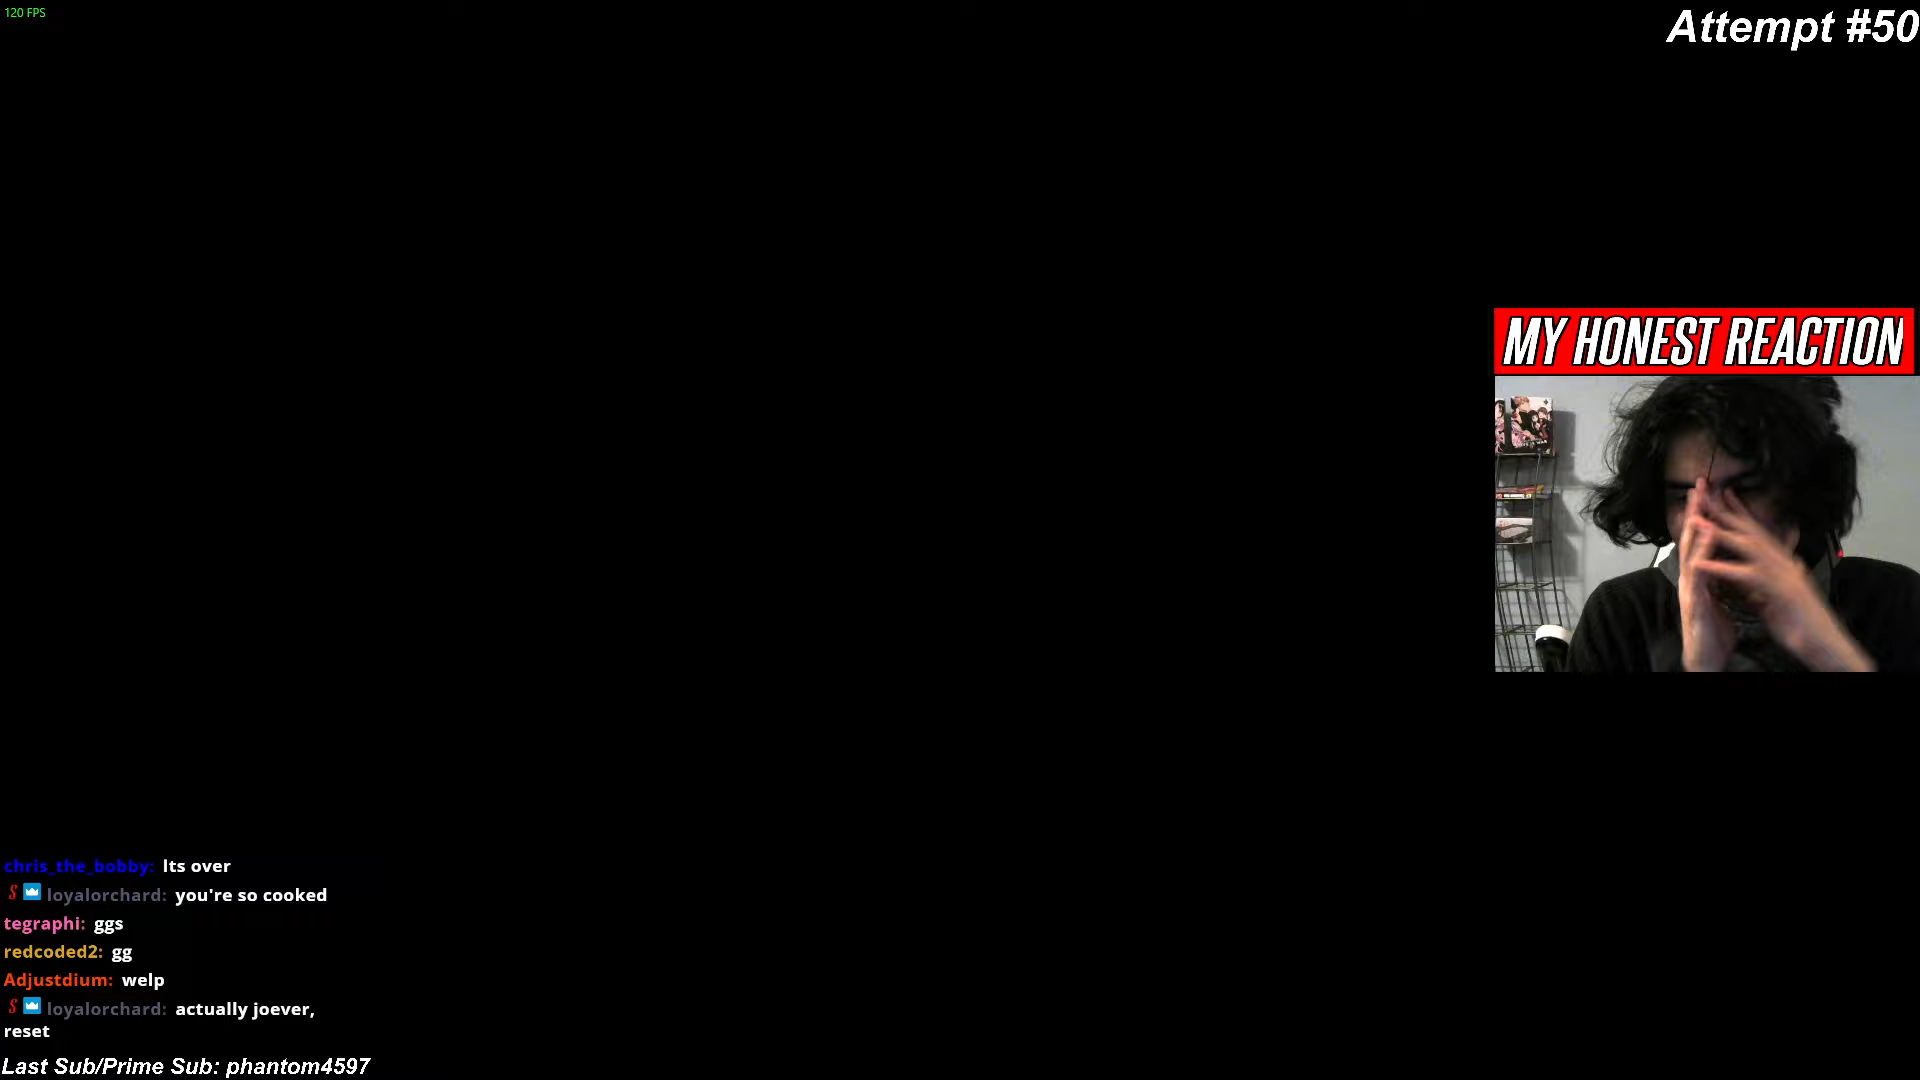 120 FPS
Attempt #50
MY HONEST REACTION
chris_the_bobby: Its over
loyalorchard: you're so cooked
tegraphi: ggs
redcoded2: gg
Adjustdium: welp
loyalorchard: actually joever,
reset
Last Sub/Prime Sub: phantom4597